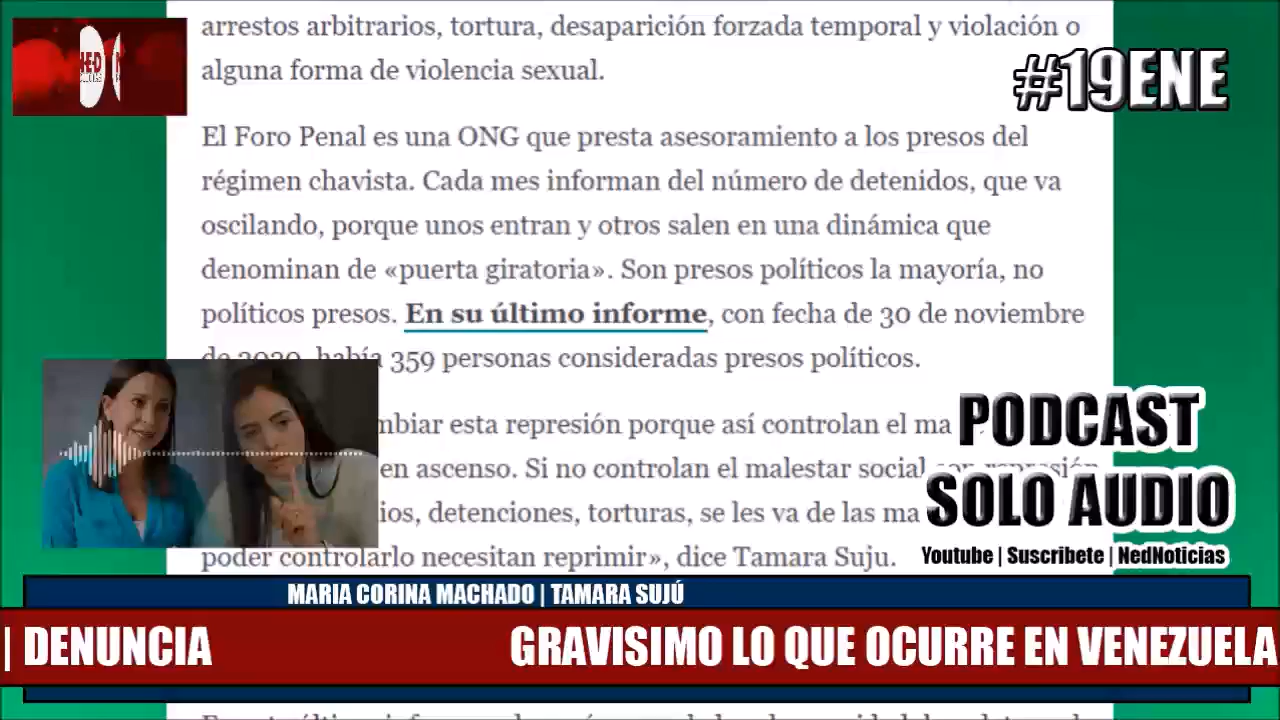 arrestos arbitrarios, tortura, desaparición forzada temporal y violación o
alguna forma de violencia sexual.
#19ENE
El Foro Penal es una ONG que presta asesoramiento a los presos del
régimen chavista. Cada mes informan del número de detenidos, que va
oscilando, porque unos entran y otros salen en una dinámica que
denominan de «puerta giratoria». Son presos políticos la mayoría, no
políticos presos. En su último informe, con fecha de 30 de noviembre
de 2020, había 359 personas consideradas presos políticos.
mbiar esta represión porque así controlan el ma
en ascenso. Si no controlan el malestar social con represión
ios, detenciones, torturas, se les va de las ma
poder controlarlo necesitan reprimir», dice Tamara Suju.
PODCAST
SOLO AUDIO
Youtube | Suscribete | NedNoticias
MARIA CORINA MACHADO | TAMARA SUJÚ
| DENUNCIA GRAVISIMO LO QUE OCURRE EN VENEZUELA